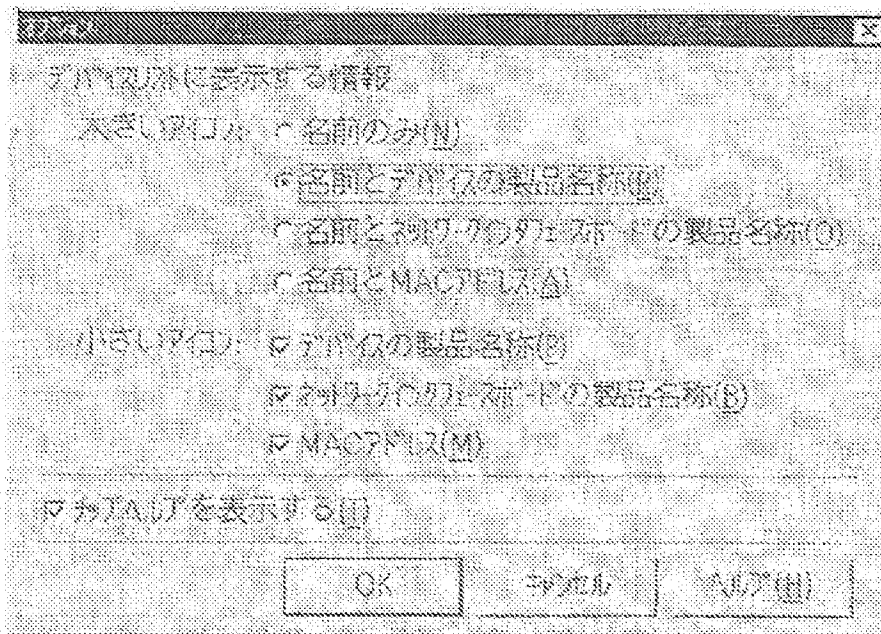 オプション
デバイスリストに表示する情報
大きいアイコン: 名前のみ(N)
名前とデバイスの製品名称(D)
名前とネットワークインタフェースボードの製品名称(O)
名前とMACアドレス(A)
小さいアイコン: デバイスの製品名称(P)
ネットワークインタフェースボードの製品名称(B)
MACアドレス(M)
チップヘルプを表示する(T)
OK キャンセル ヘルプ(H)